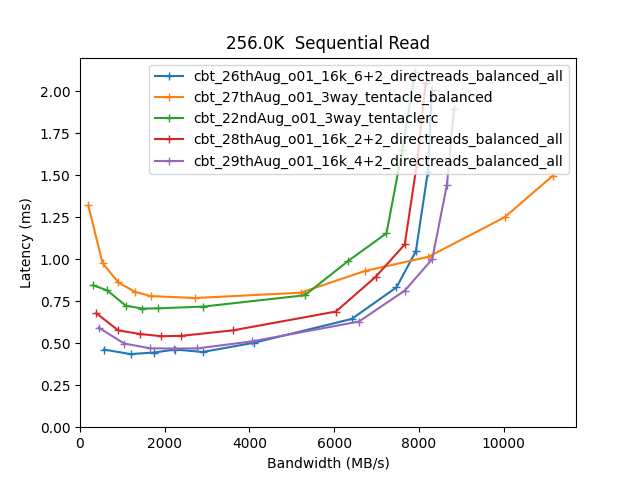 256.0K  Sequential Read
cbt_26thAug_o01_16k_6+2_directreads_balanced_all
cbt_27thAug_o01_3way_tentacle_balanced
cbt_22ndAug_o01_3way_tentaclerc
cbt_28thAug_o01_16k_2+2_directreads_balanced_all
cbt_29thAug_o01_16k_4+2_directreads_balanced_all
Latency (ms)
2.00
1.75
1.50
1.25
1.00
0.75
0.50
0.25
0.00
0 2000 4000 6000 8000 10000
Bandwidth (MB/s)